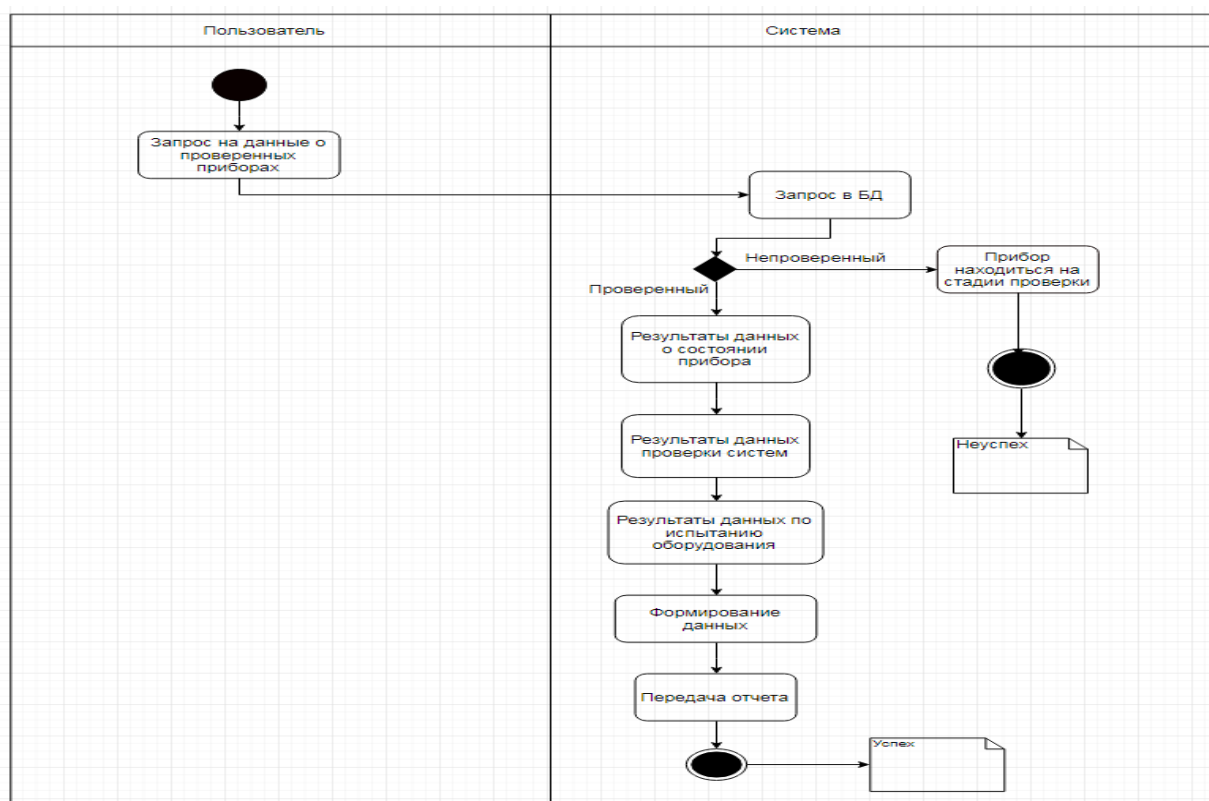 Пользователь
Система
Запрос на данные о
проверенных
приборах
Запрос в БД
Непроверенный
Прибор
находиться на
стадии проверки
Проверенный
Результаты данных
о состоянии
прибора
Результаты данных
проверки систем
Неуспех
Результаты данных по
испытанию
оборудования
Формирование
данных
Передача отчета
Успех